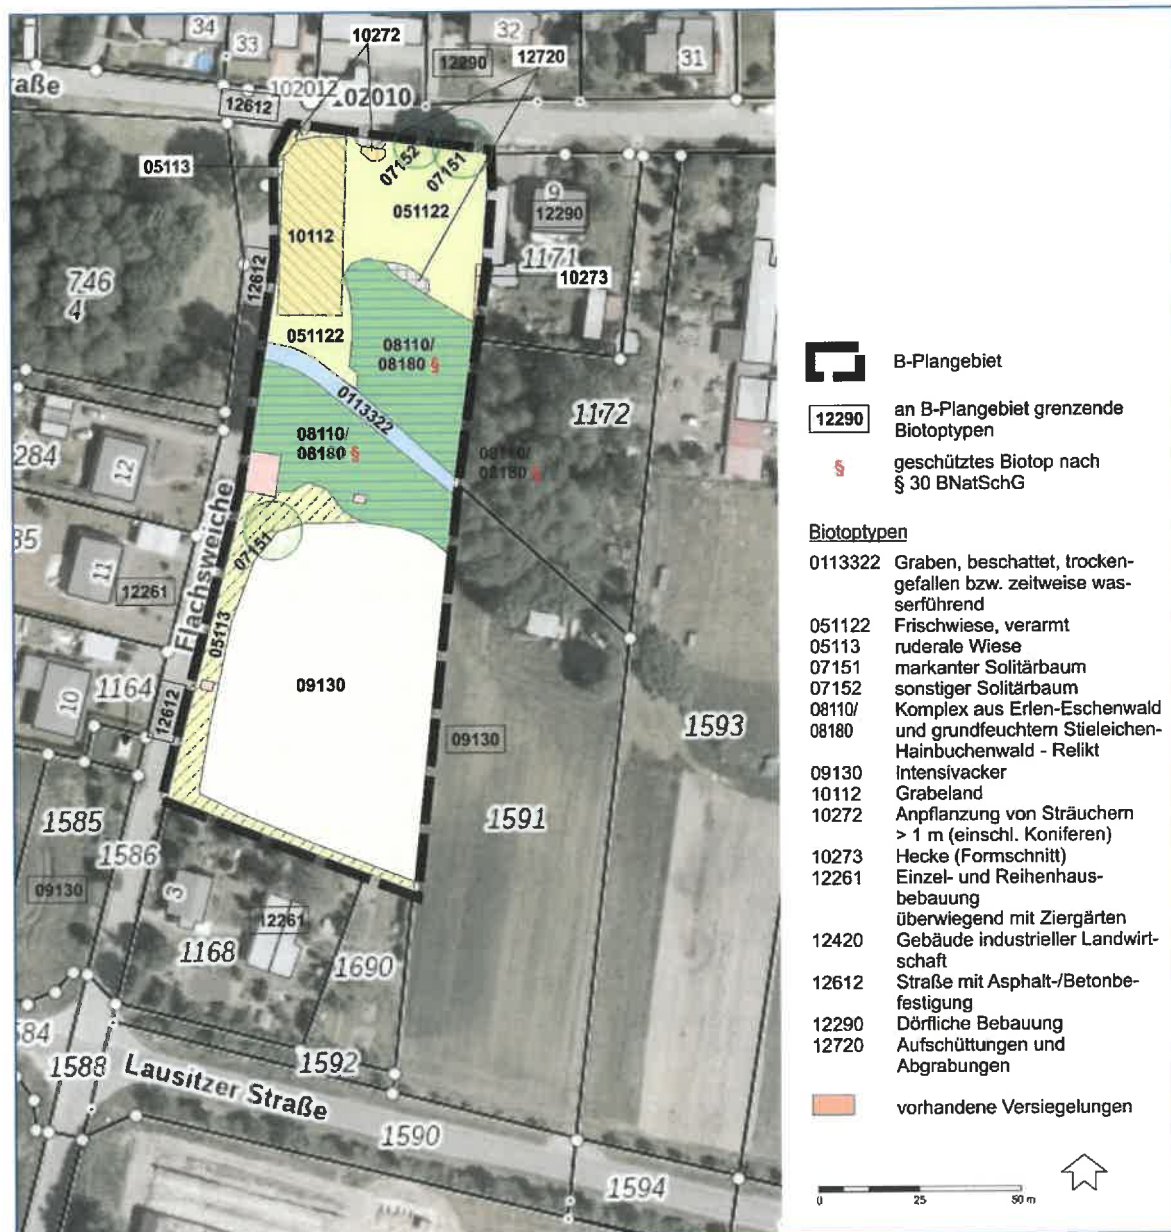 34
33
32
31
10272
12290
12720
aße
12612
102012
102010
05113
07152
07151
051122
9
12290
10112
12612
1171
10273
746
4
051122
08110/
08180 §
0113322
1172
08110/
08180 §
08110/
08180 §
284
12
85
11
12261
Flachsweiche
07151
05113
09130
10
1164
12612
09130
1593
1585
1586
1591
09130
3
12261
1168
1690
584
1588
1592
Lausitzer Straße
1590
1594
B-Plangebiet
12290 an B-Plangebiet grenzende
Biotoptypen
§ geschütztes Biotop nach
§ 30 BNatSchG
Biotoptypen
0113322 Graben, beschattet, trocken-
gefallen bzw. zeitweise was-
serführend
051122 Frischwiese, verarmt
05113 ruderale Wiese
07151 markanter Solitärbaum
07152 sonstiger Solitärbaum
08110/ Komplex aus Erlen-Eschenwald
08180 und grundfeuchtem Stieleichen-
Hainbuchenwald - Relikt
09130 Intensivacker
10112 Grabeland
10272 Anpflanzung von Sträuchern
> 1 m (einschl. Koniferen)
10273 Hecke (Formschnitt)
12261 Einzel- und Reihenhaus-
bebauung
überwiegend mit Ziergärten
12420 Gebäude industrieller Landwirt-
schaft
12612 Straße mit Asphalt-/Betonbe-
festigung
12290 Dörfliche Bebauung
12720 Aufschüttungen und
Abgrabungen
vorhandene Versiegelungen
0 25 50 m